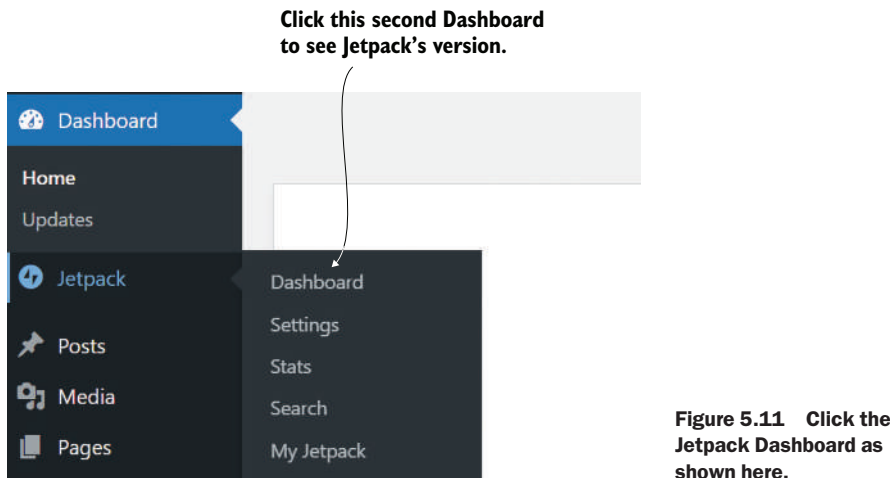 Click this second Dashboard
to see Jetpack's version.
Dashboard
Home
Updates
Jetpack
Dashboard
Settings
Stats
Search
My Jetpack
Posts
Media
Pages
Figure 5.11 Click the
Jetpack Dashboard as
shown here.